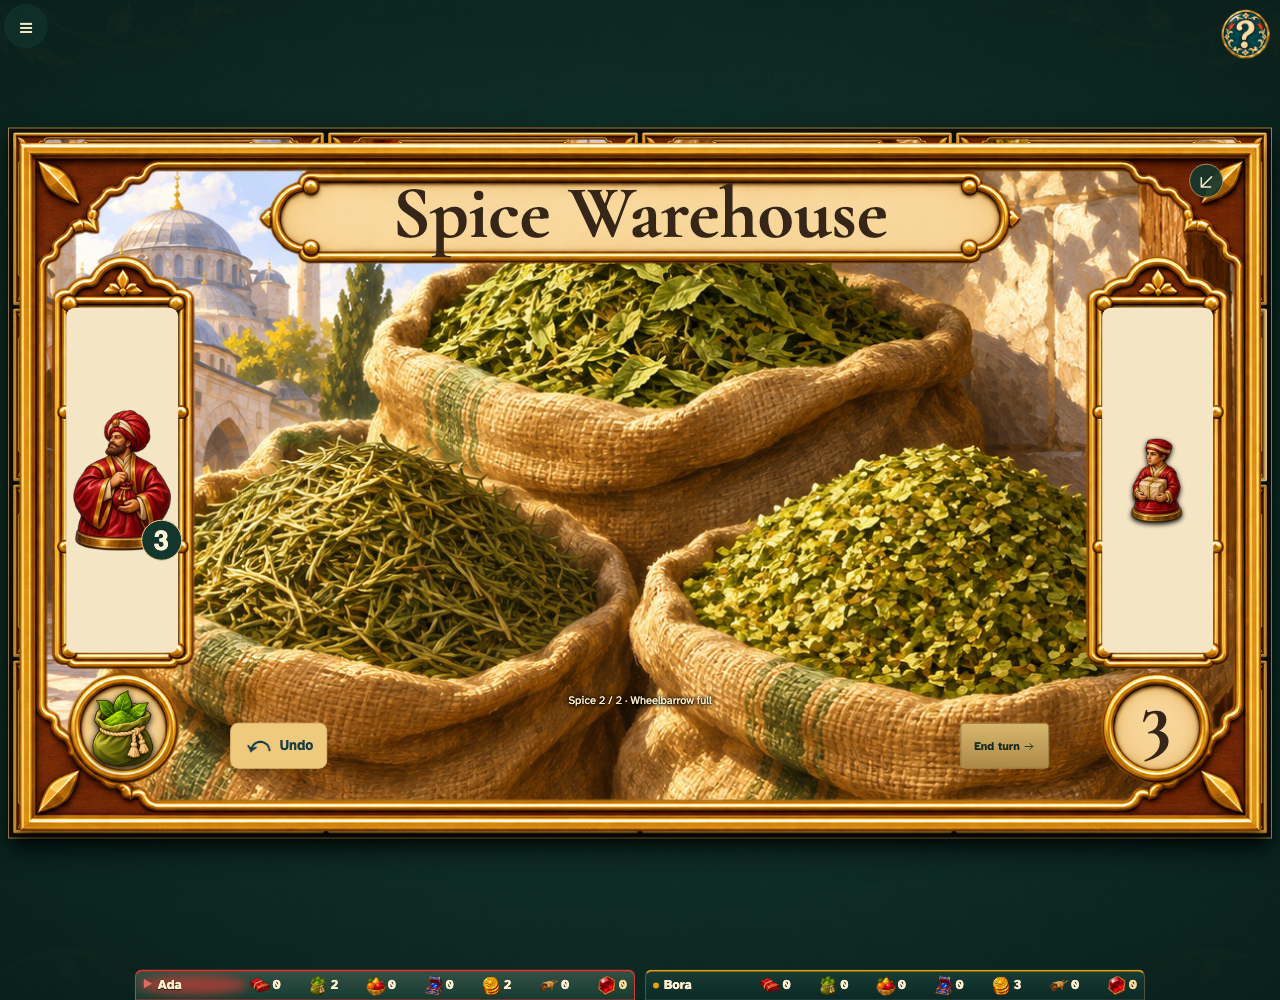 ?
Spice Warehouse
3
Spice 2 / 2 · Wheelbarrow full
Undo
End turn →
3
Ada 0 2 0 0 2 0 0
Bora 0 0 0 0 3 0 0